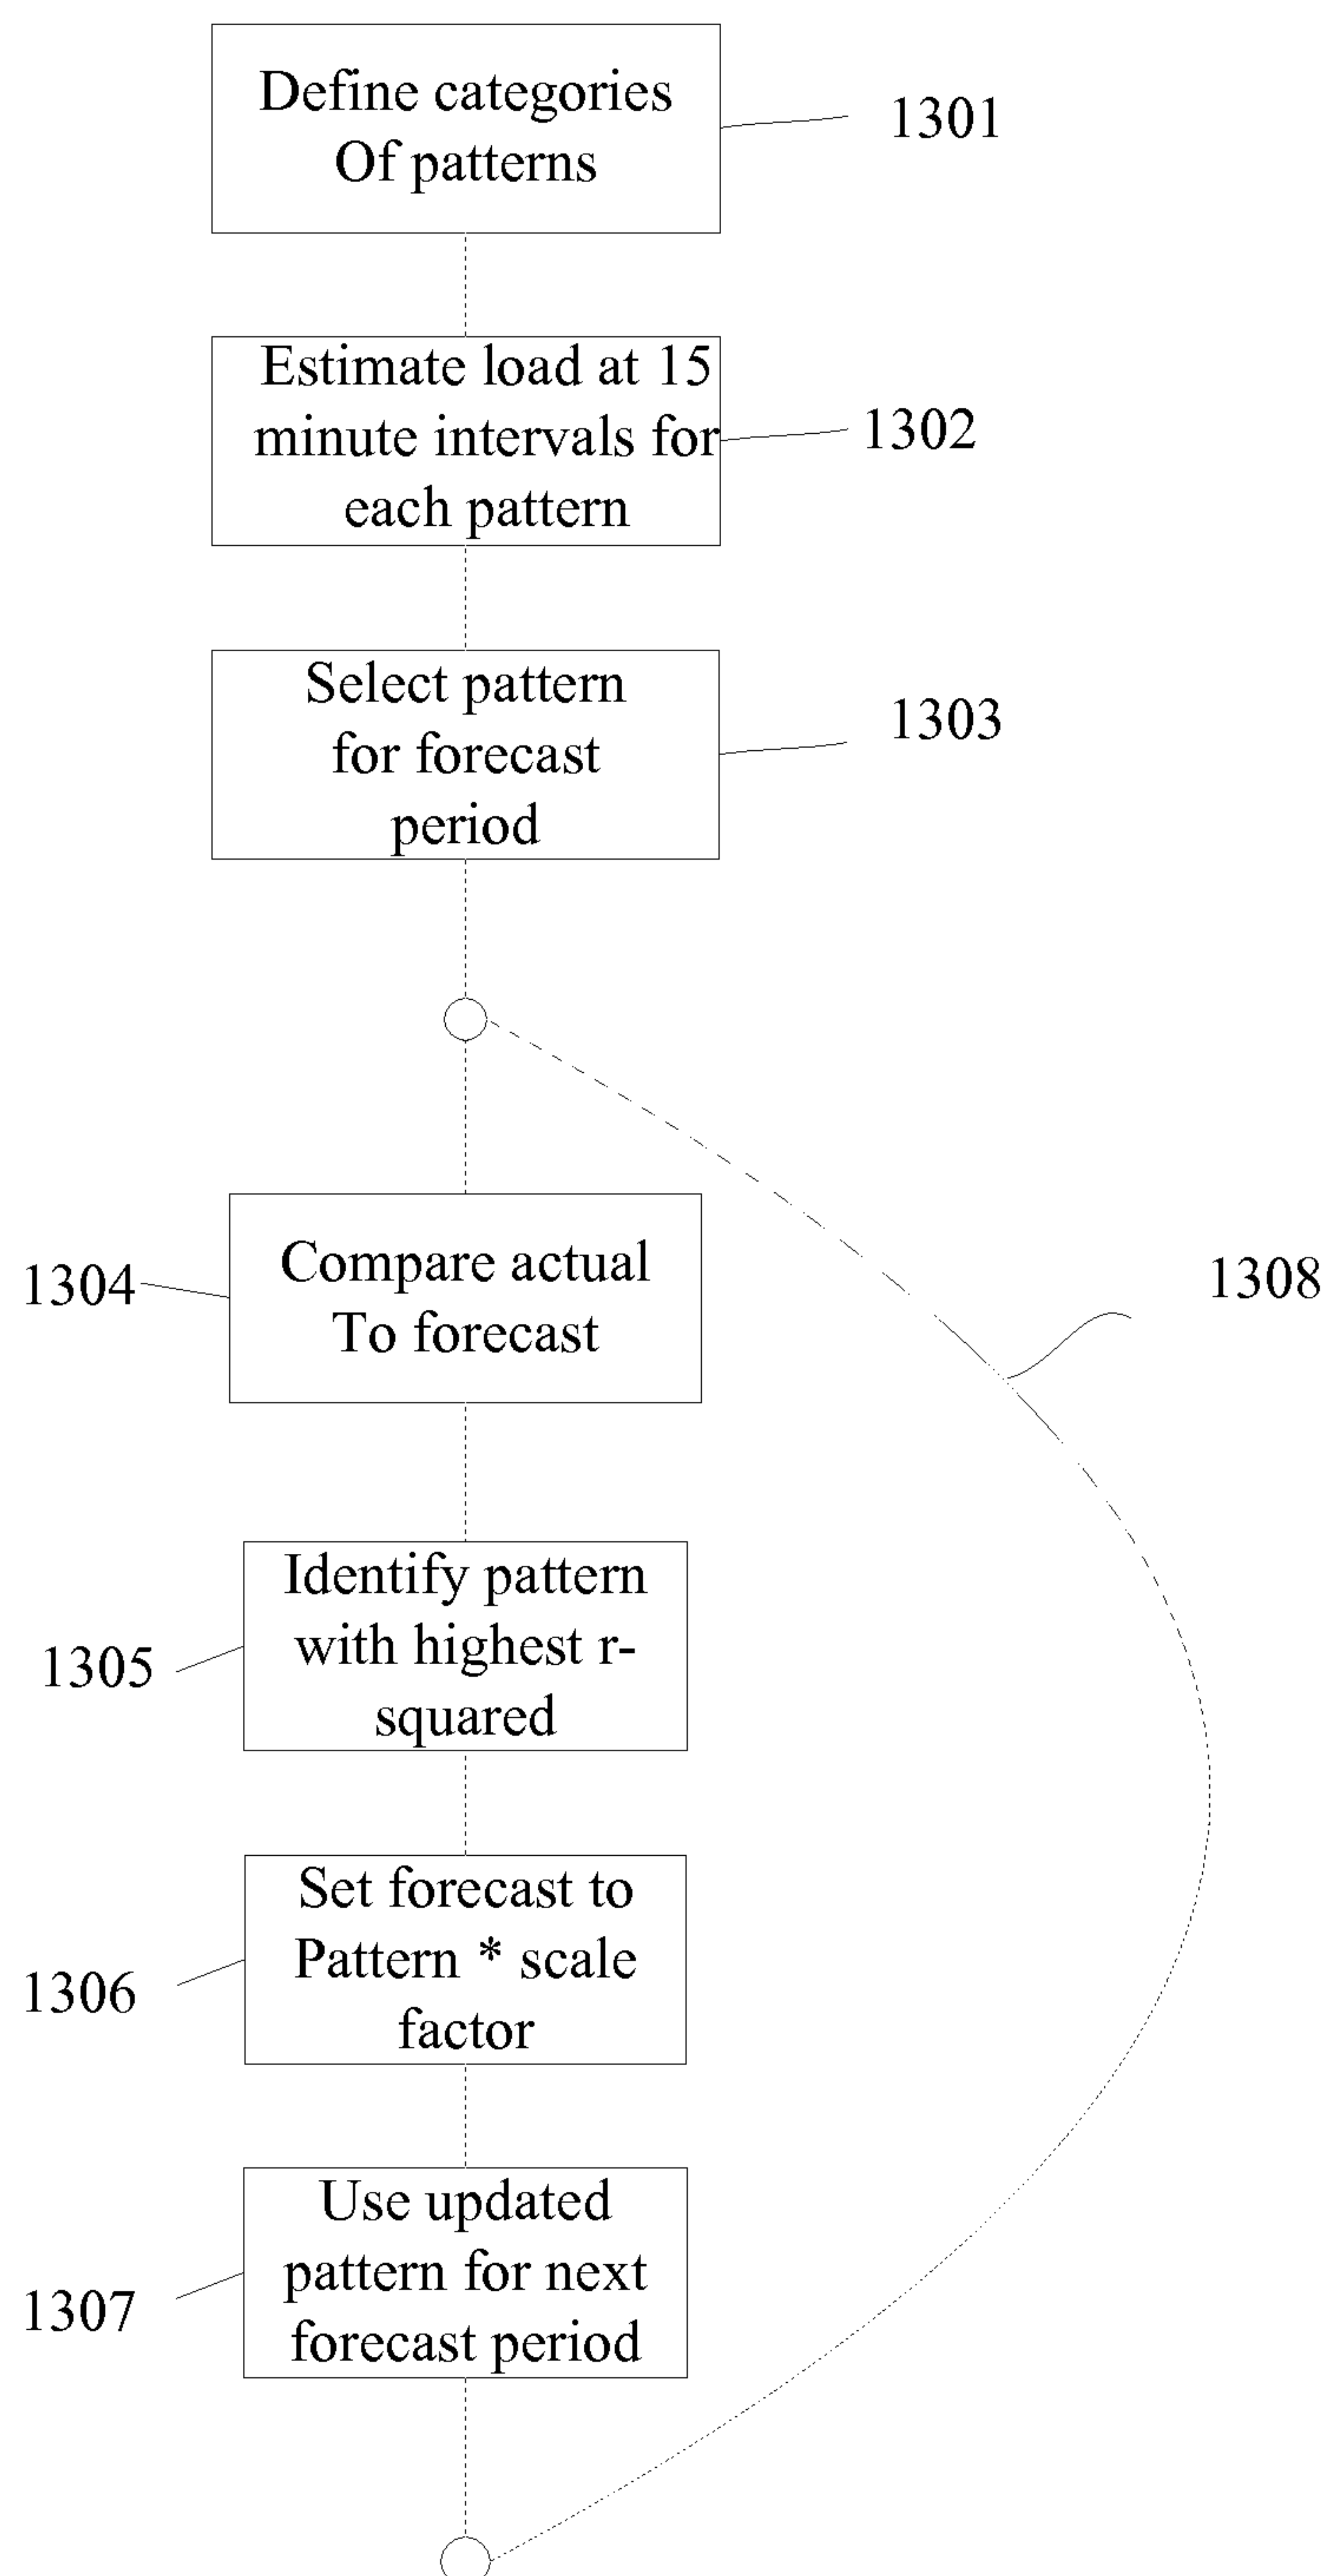 Define categories
Of patterns
1301
Estimate load at 15
minute intervals for
each pattern
1302
Select pattern
for forecast
period
1303
Compare actual
To forecast
1304
1308
Identify pattern
with highest r-
squared
1305
Set forecast to
Pattern * scale
factor
1306
Use updated
pattern for next
forecast period
1307